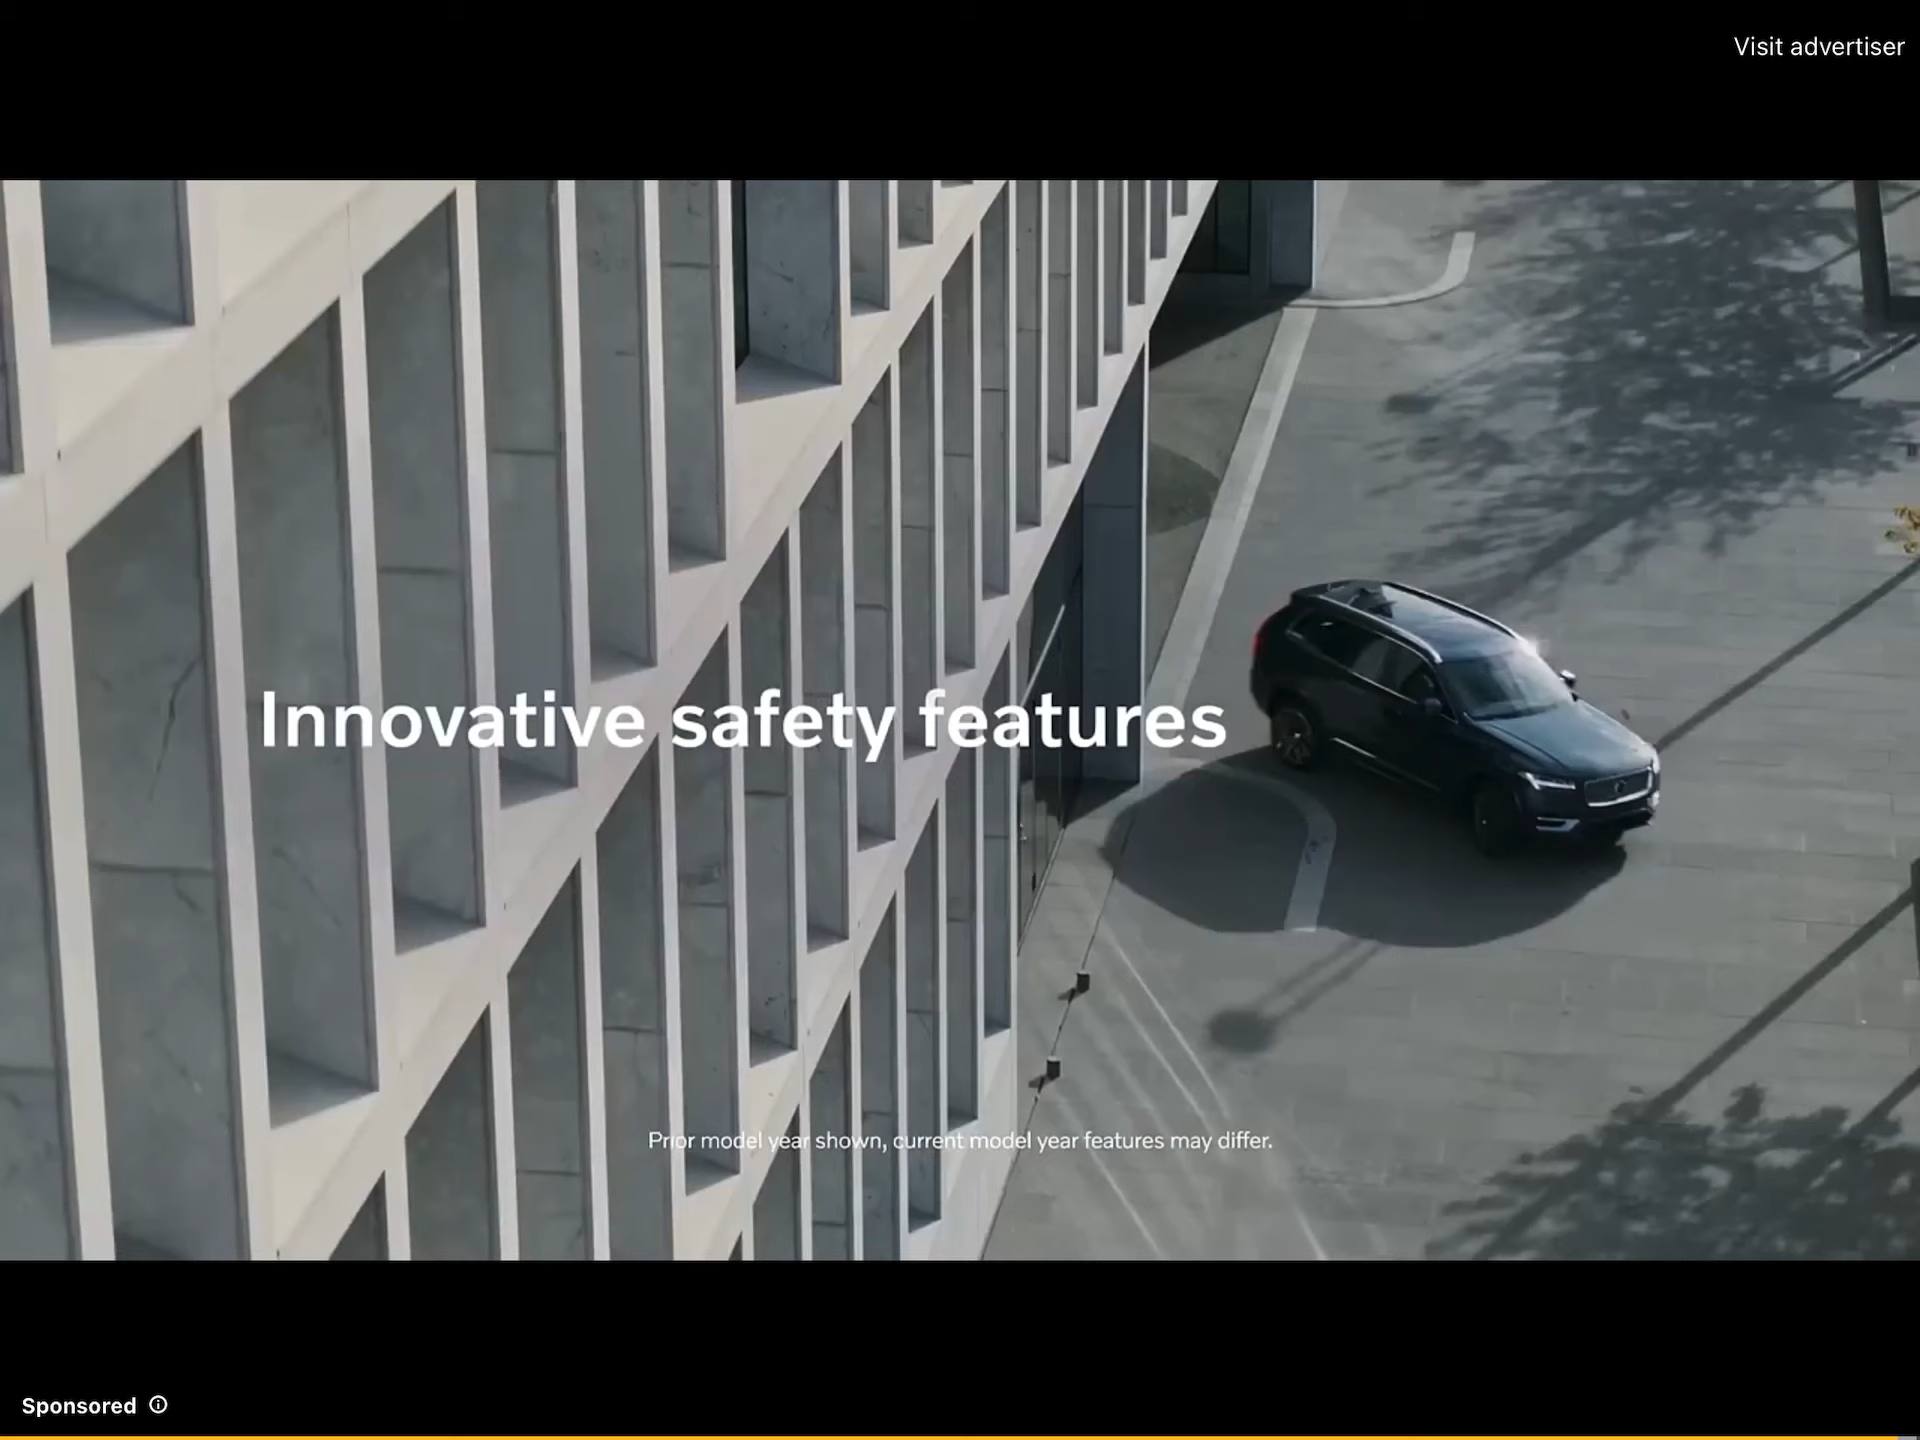 Visit advertiser
Innovative safety features
Prior model year shown, current model year features may differ.
Sponsored